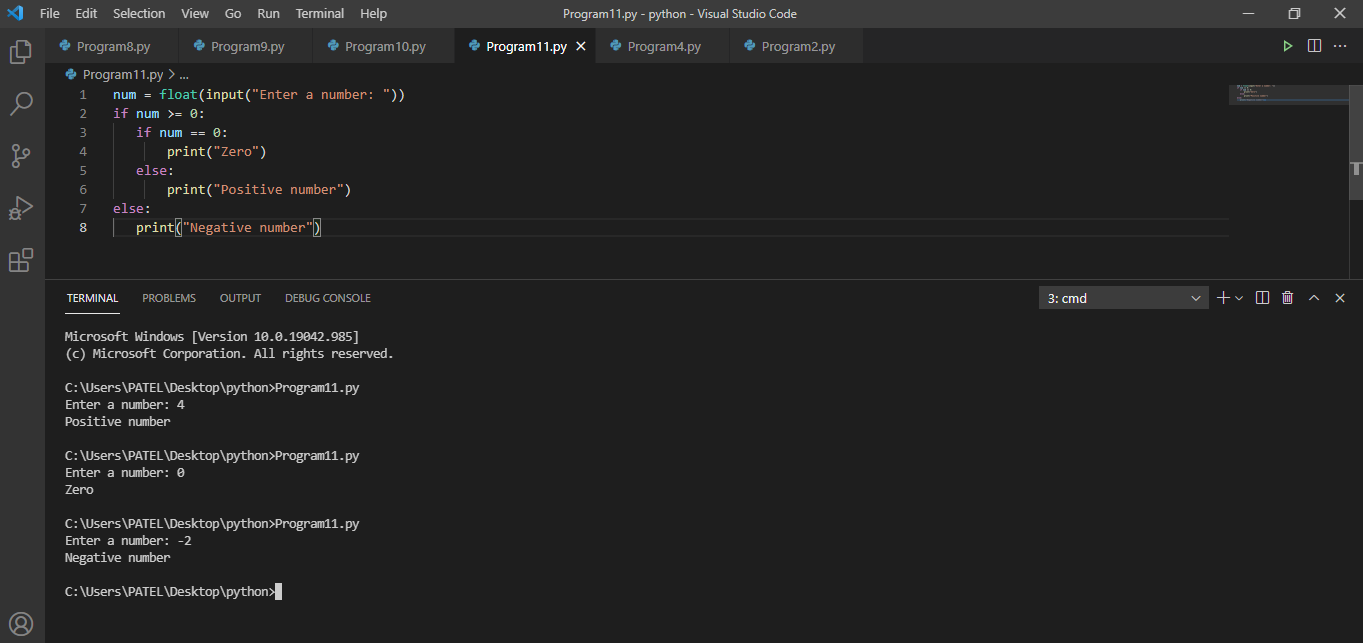 File Edit Selection View Go Run Terminal Help Program11.py - python - Visual Studio Code
Program8.py Program9.py Program10.py Program11.py Program4.py Program2.py
Program11.py > ...
1 num = float(input("Enter a number: "))
2 if num >= 0:
3 if num == 0:
4 print("Zero")
5 else:
6 print("Positive number")
7 else:
8 print("Negative number")
TERMINAL PROBLEMS OUTPUT DEBUG CONSOLE 3: cmd
Microsoft Windows [Version 10.0.19042.985]
(c) Microsoft Corporation. All rights reserved.
C:\Users\PATEL\Desktop\python>Program11.py
Enter a number: 4
Positive number
C:\Users\PATEL\Desktop\python>Program11.py
Enter a number: 0
Zero
C:\Users\PATEL\Desktop\python>Program11.py
Enter a number: -2
Negative number
C:\Users\PATEL\Desktop\python>